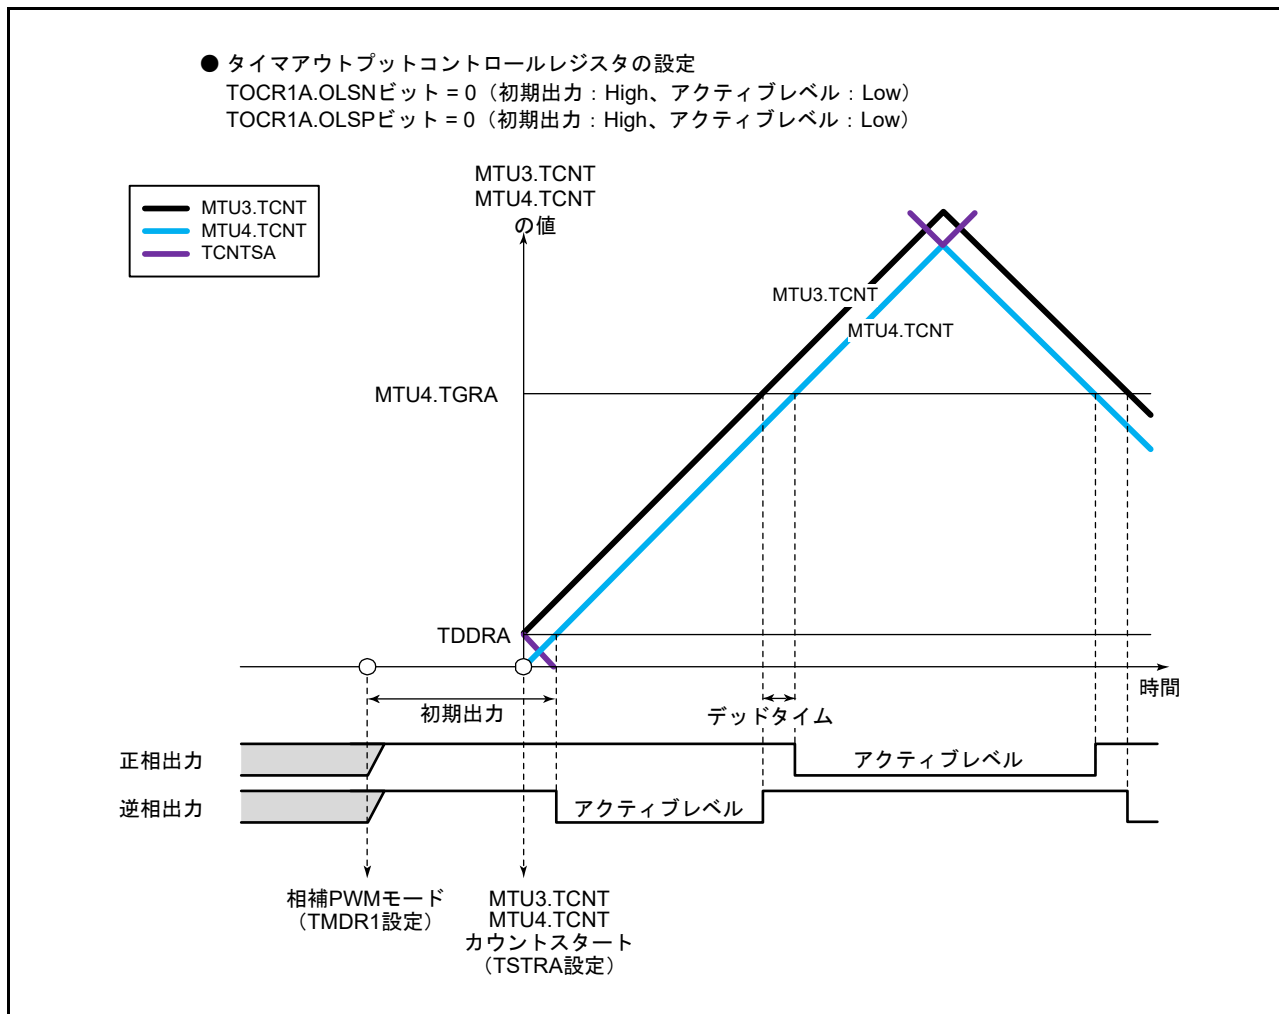 ● タイマアウトプットコントロールレジスタの設定
TOCR1A.OLSNビット = 0（初期出力：High、アクティブレベル：Low）
TOCR1A.OLSPビット = 0（初期出力：High、アクティブレベル：Low）
MTU3.TCNT
MTU4.TCNT
の値
MTU3.TCNT
MTU4.TCNT
TCNTSA
MTU3.TCNT
MTU4.TCNT
MTU4.TGRA
TDDRA
時間
初期出力
デッドタイム
正相出力
アクティブレベル
逆相出力
アクティブレベル
相補PWMモード
（TMDR1設定）
MTU3.TCNT
MTU4.TCNT
カウントスタート
（TSTRA設定）